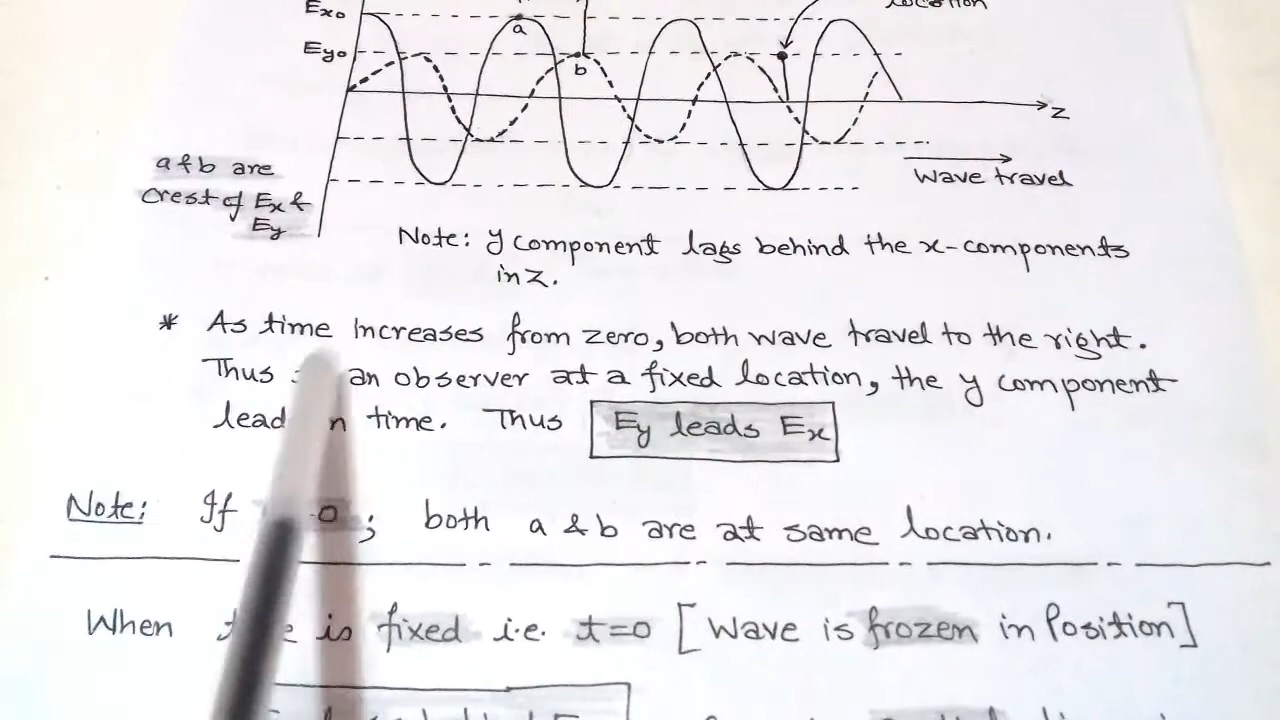 Exo
location
a
Eyo
b
Z
a & b are
Crest of Ex &
Ey
Wave travel
Note: y component lags behind the x-components
in Z.
* As time increases from zero, both wave travel to the right.
Thus an observer at a fixed location, the y component
lead time. Thus Ey leads Ex
Note: If 0; both a & b are at same location.
When is fixed i.e. t=0 [Wave is frozen in Position]